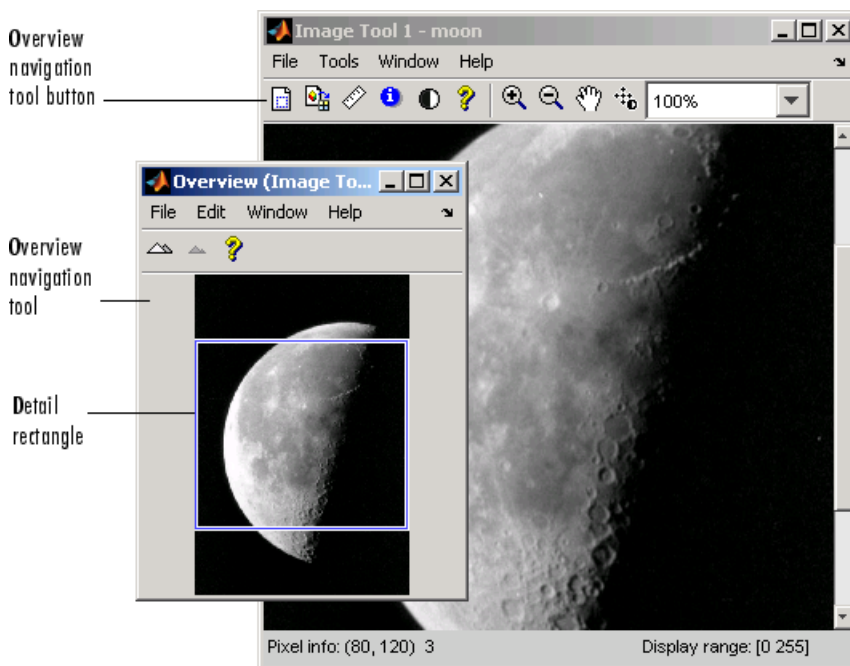 Overview
navigation
tool button
Image Tool 1 - moon
File Tools Window Help
100%
Overview (Image To...
File Edit Window Help
Overview
navigation
tool
Detail
rectangle
Pixel info: (80, 120) 3
Display range: [0 255]